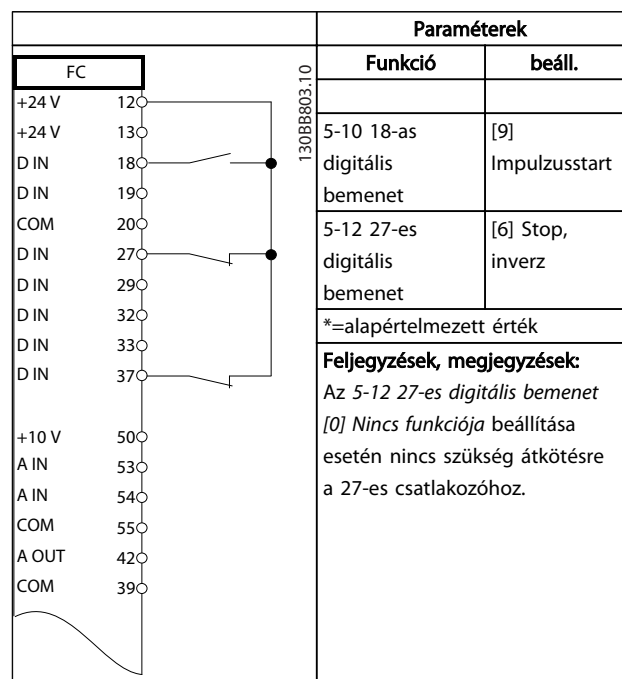 FC
130BB803.10
+24 V 12
+24 V 13
D IN 18
D IN 19
COM 20
D IN 27
D IN 29
D IN 32
D IN 33
D IN 37
+10 V 50
A IN 53
A IN 54
COM 55
A OUT 42
COM 39
Paraméterek
Funkció beáll.
5-10 18-as [9]
digitális Impulzusstart
bemenet
5-12 27-es [6] Stop,
digitális inverz
bemenet
*=alapértelmezett érték
Feljegyzések, megjegyzések:
Az 5-12 27-es digitális bemenet
[0] Nincs funkciója beállítása
esetén nincs szükség átkötésre
a 27-es csatlakozóhoz.